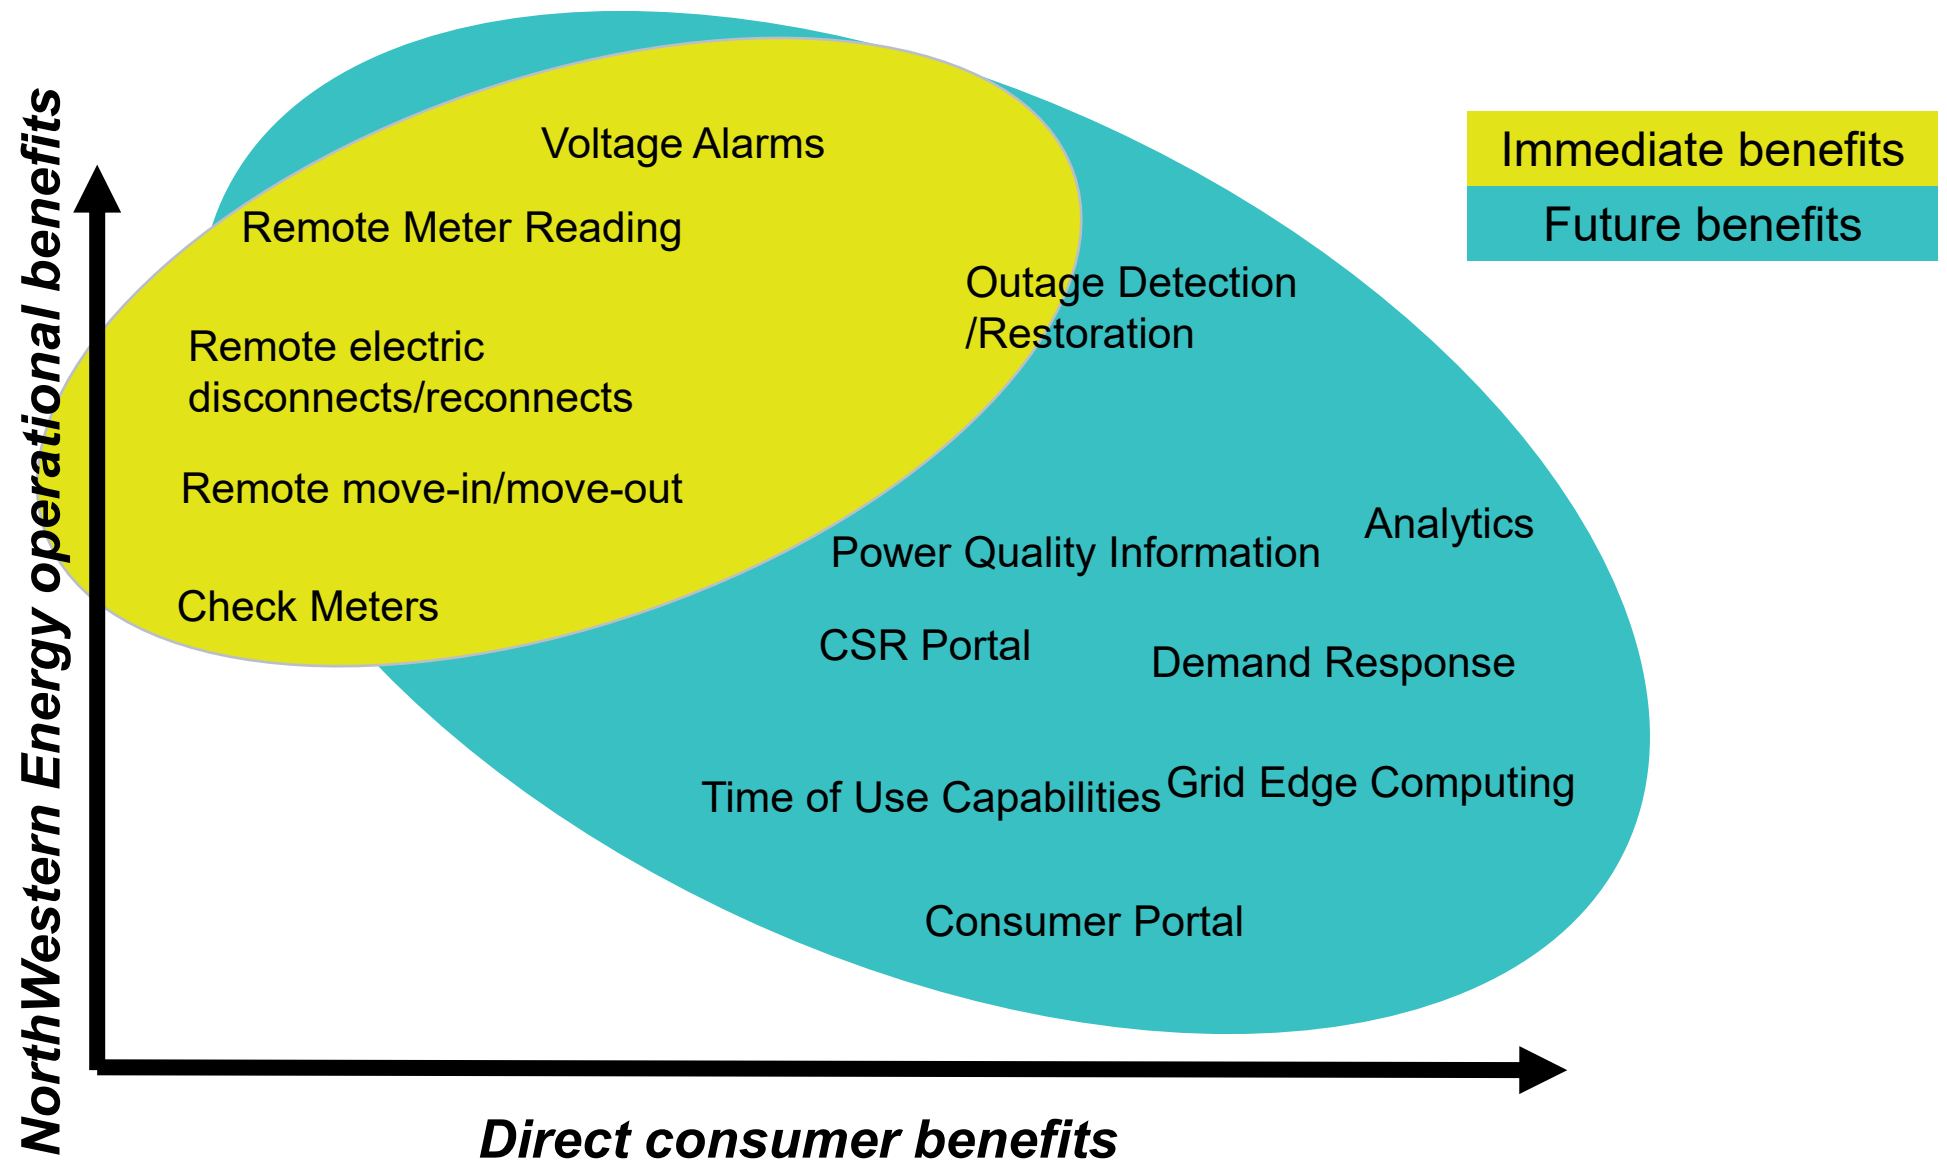 NorthWestern Energy operational benefits
Voltage Alarms
Remote Meter Reading
Remote electric
disconnects/reconnects
Remote move-in/move-out
Check Meters
Outage Detection
/Restoration
Analytics
Power Quality Information
CSR Portal
Demand Response
Time of Use Capabilities
Grid Edge Computing
Consumer Portal
Immediate benefits
Future benefits
Direct consumer benefits